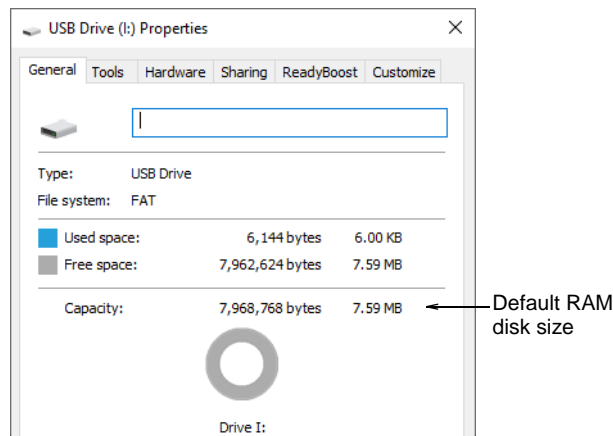 USB Drive (I:) Properties
General Tools Hardware Sharing ReadyBoost Customize
Type: USB Drive
File system: FAT
Used space: 6,144 bytes 6.00 KB
Free space: 7,962,624 bytes 7.59 MB
Capacity: 7,968,768 bytes 7.59 MB
Default RAM
disk size
Drive I: